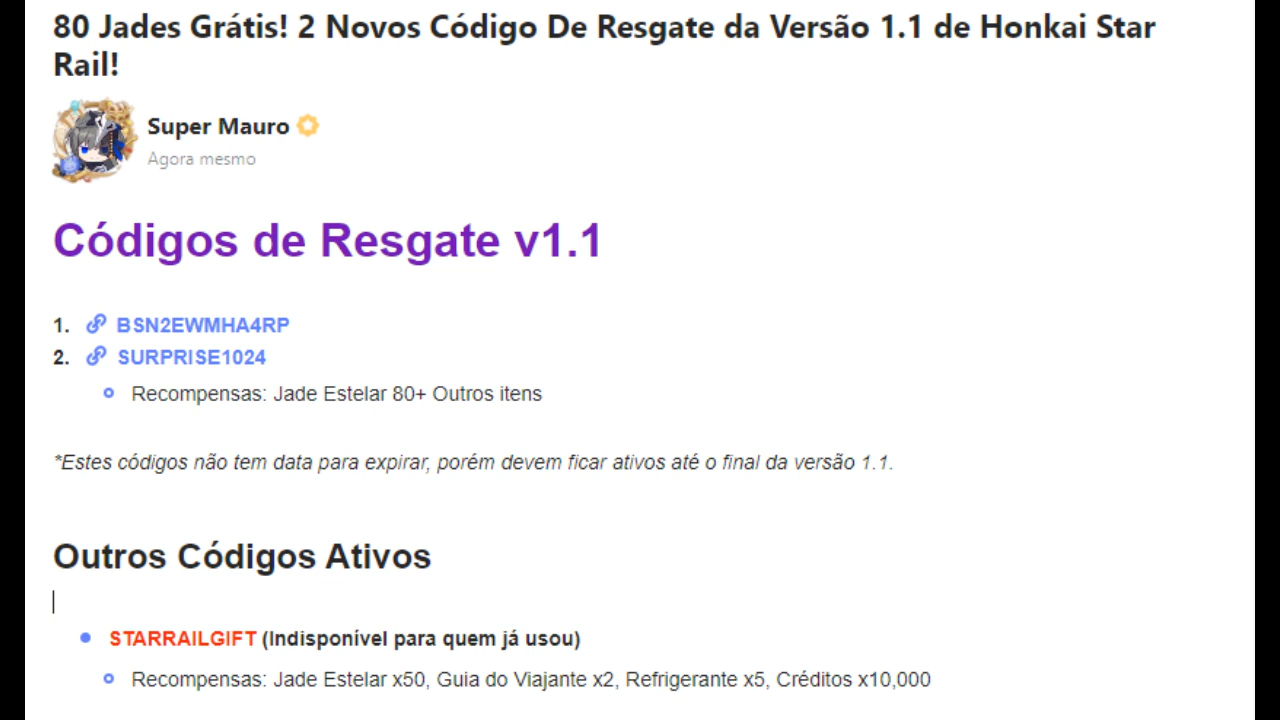 80 Jades Grátis! 2 Novos Código De Resgate da Versão 1.1 de Honkai Star
Rail!
Super Mauro
Agora mesmo
Códigos de Resgate v1.1
1. BSN2EWMHA4RP
2. SURPRISE1024
Recompensas: Jade Estelar 80+ Outros itens
*Estes códigos não tem data para expirar, porém devem ficar ativos até o final da versão 1.1.
Outros Códigos Ativos
STARRAILGIFT (Indisponível para quem já usou)
Recompensas: Jade Estelar x50, Guia do Viajante x2, Refrigerante x5, Créditos x10,000